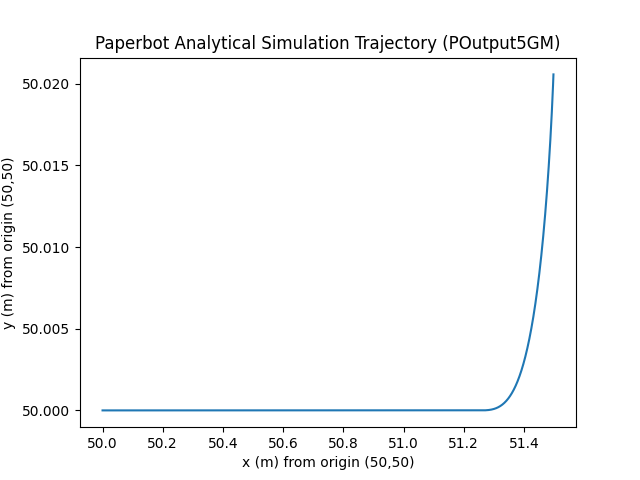 Paperbot Analytical Simulation Trajectory (POutput5GM)
y (m) from origin (50,50)
50.020
50.015
50.010
50.005
50.000
50.0 50.2 50.4 50.6 50.8 51.0 51.2 51.4
x (m) from origin (50,50)